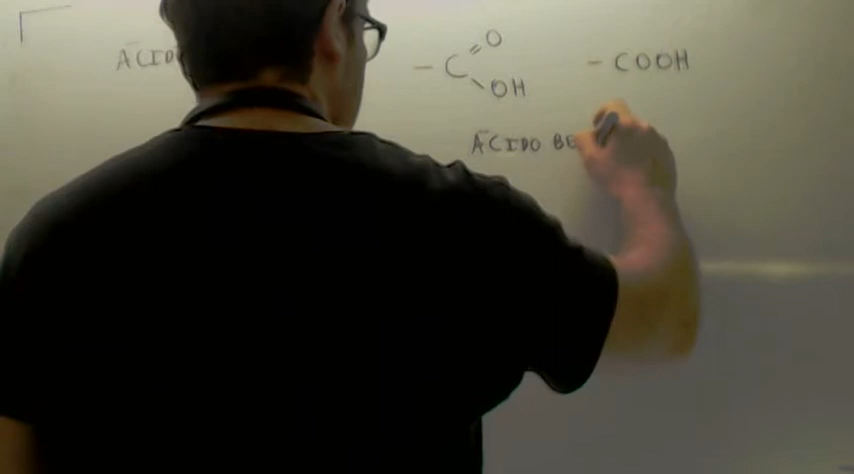 ÁCIDO
– C = O – COOH
\ OH
ÁCIDO BE